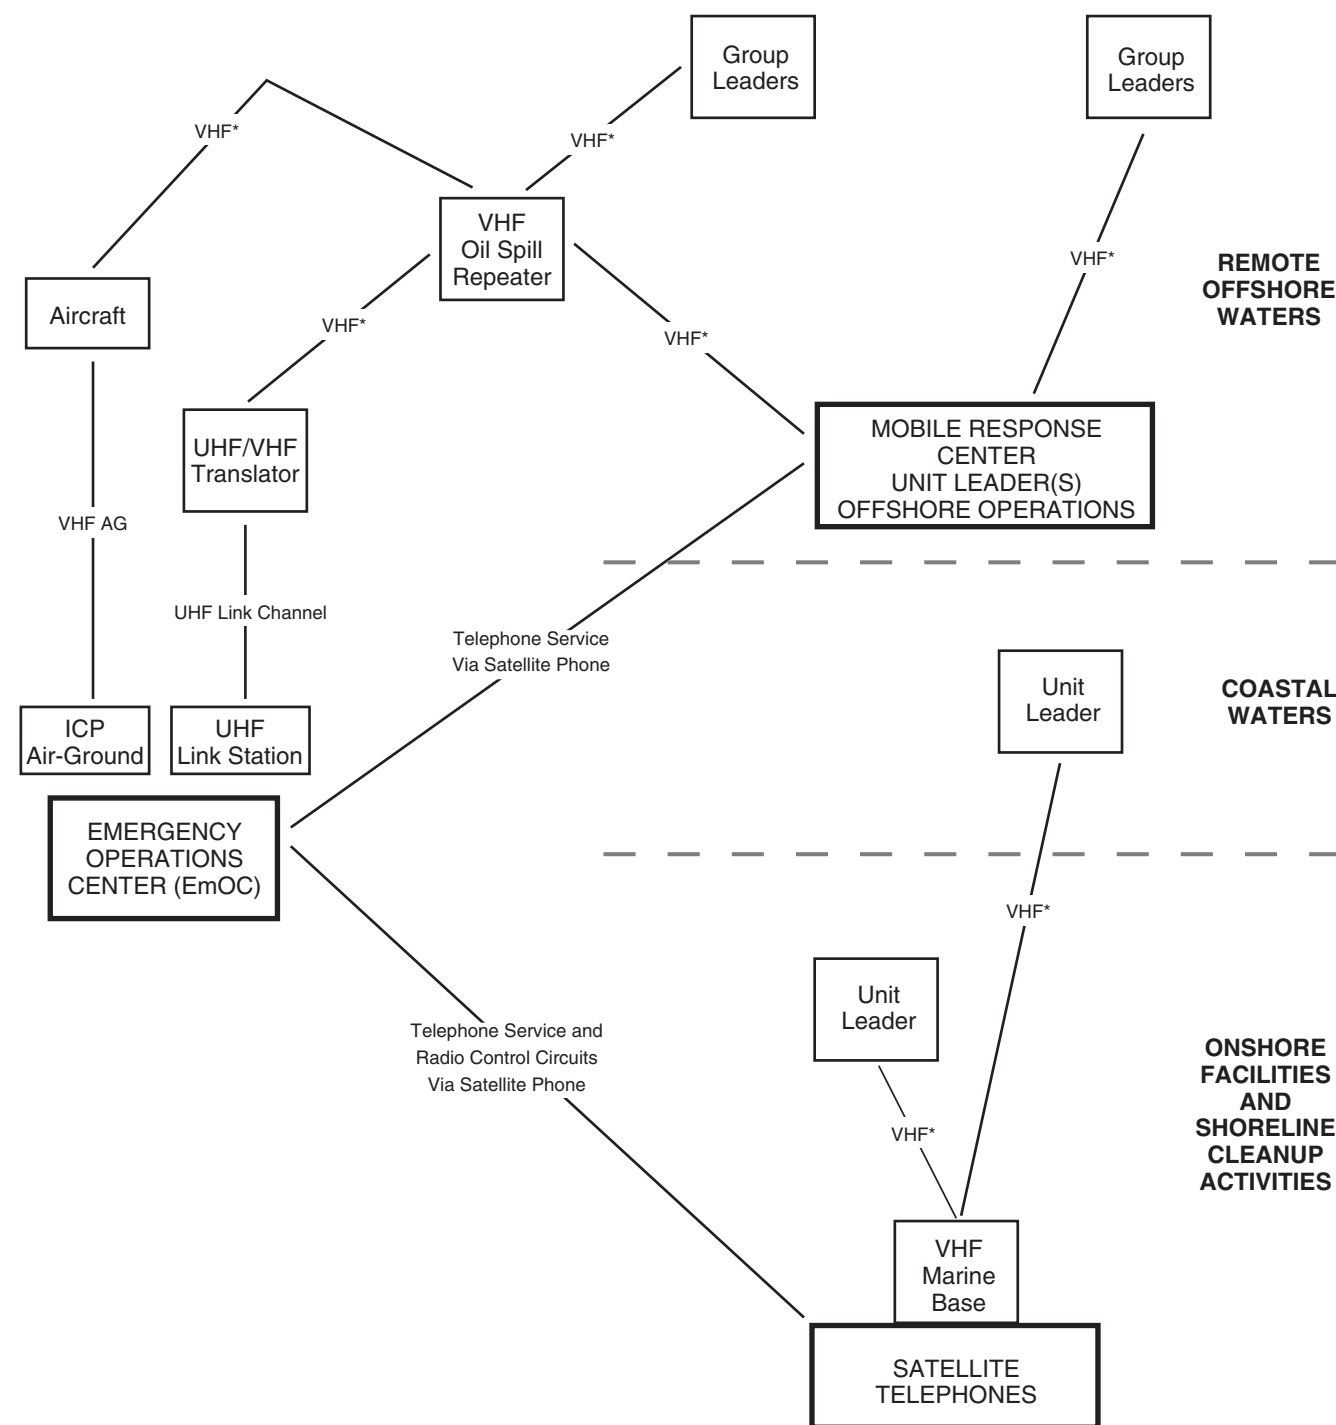 Group
Leaders
Group
Leaders
VHF*
VHF*
VHF
Oil Spill
Repeater
VHF*
REMOTE
OFFSHORE
WATERS
Aircraft
VHF*
VHF*
UHF/VHF
Translator
MOBILE RESPONSE
CENTER
UNIT LEADER(S)
OFFSHORE OPERATIONS
VHF AG
UHF Link Channel
Telephone Service
Via Satellite Phone
Unit
Leader
COASTAL
WATERS
ICP
Air-Ground
UHF
Link Station
EMERGENCY
OPERATIONS
CENTER (EmOC)
VHF*
Unit
Leader
Telephone Service and
Radio Control Circuits
Via Satellite Phone
ONSHORE
FACILITIES
AND
SHORELINE
CLEANUP
ACTIVITIES
VHF*
VHF
Marine
Base
SATELLITE
TELEPHONES